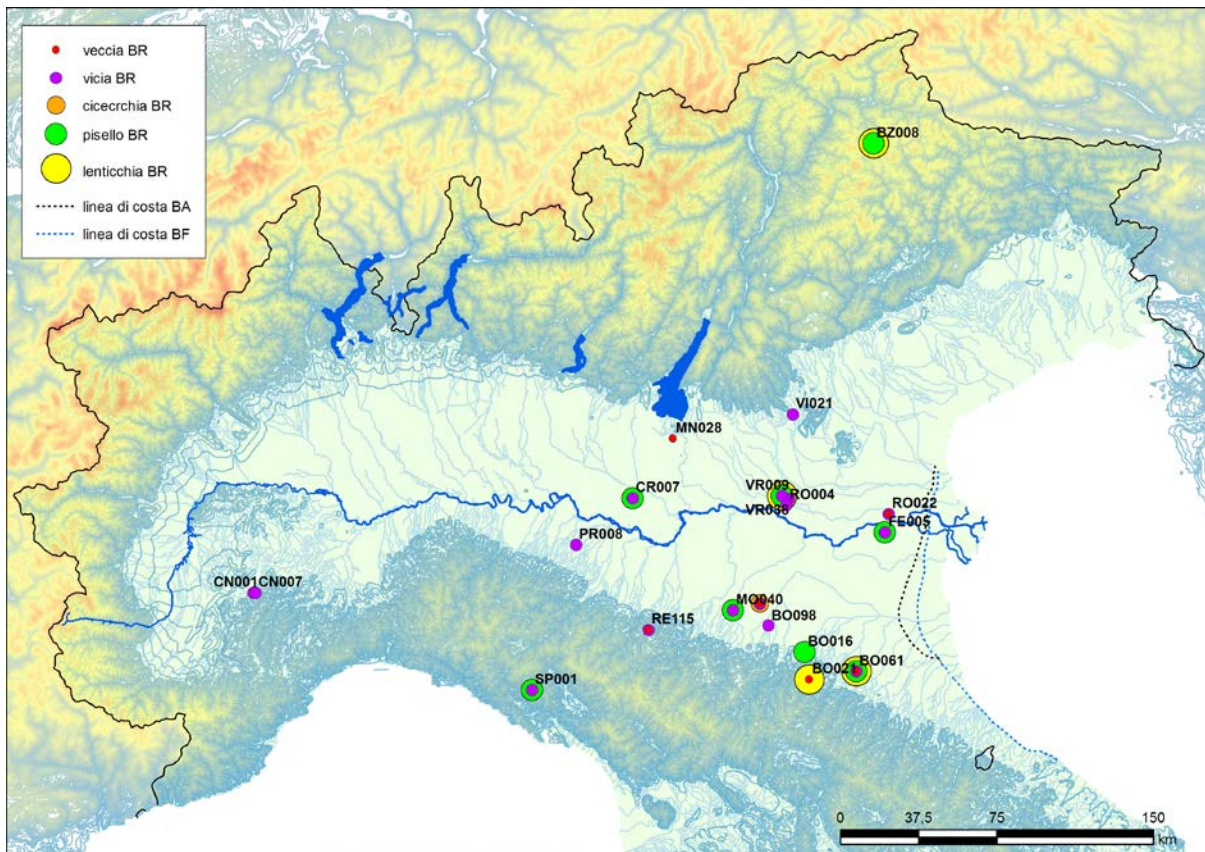 veccia BR
vicia BR
cicecrchia BR
pisello BR
lenticchia BR
linea di costa BA
linea di costa BF
BZ008
VI021
MN028
VR009
RO004
CR007
VR038
RO022
FE005
PR008
CN001CN007
MO040
BO098
RE115
BO016
BO021
BO061
SP001
0 37,5 75 150
km